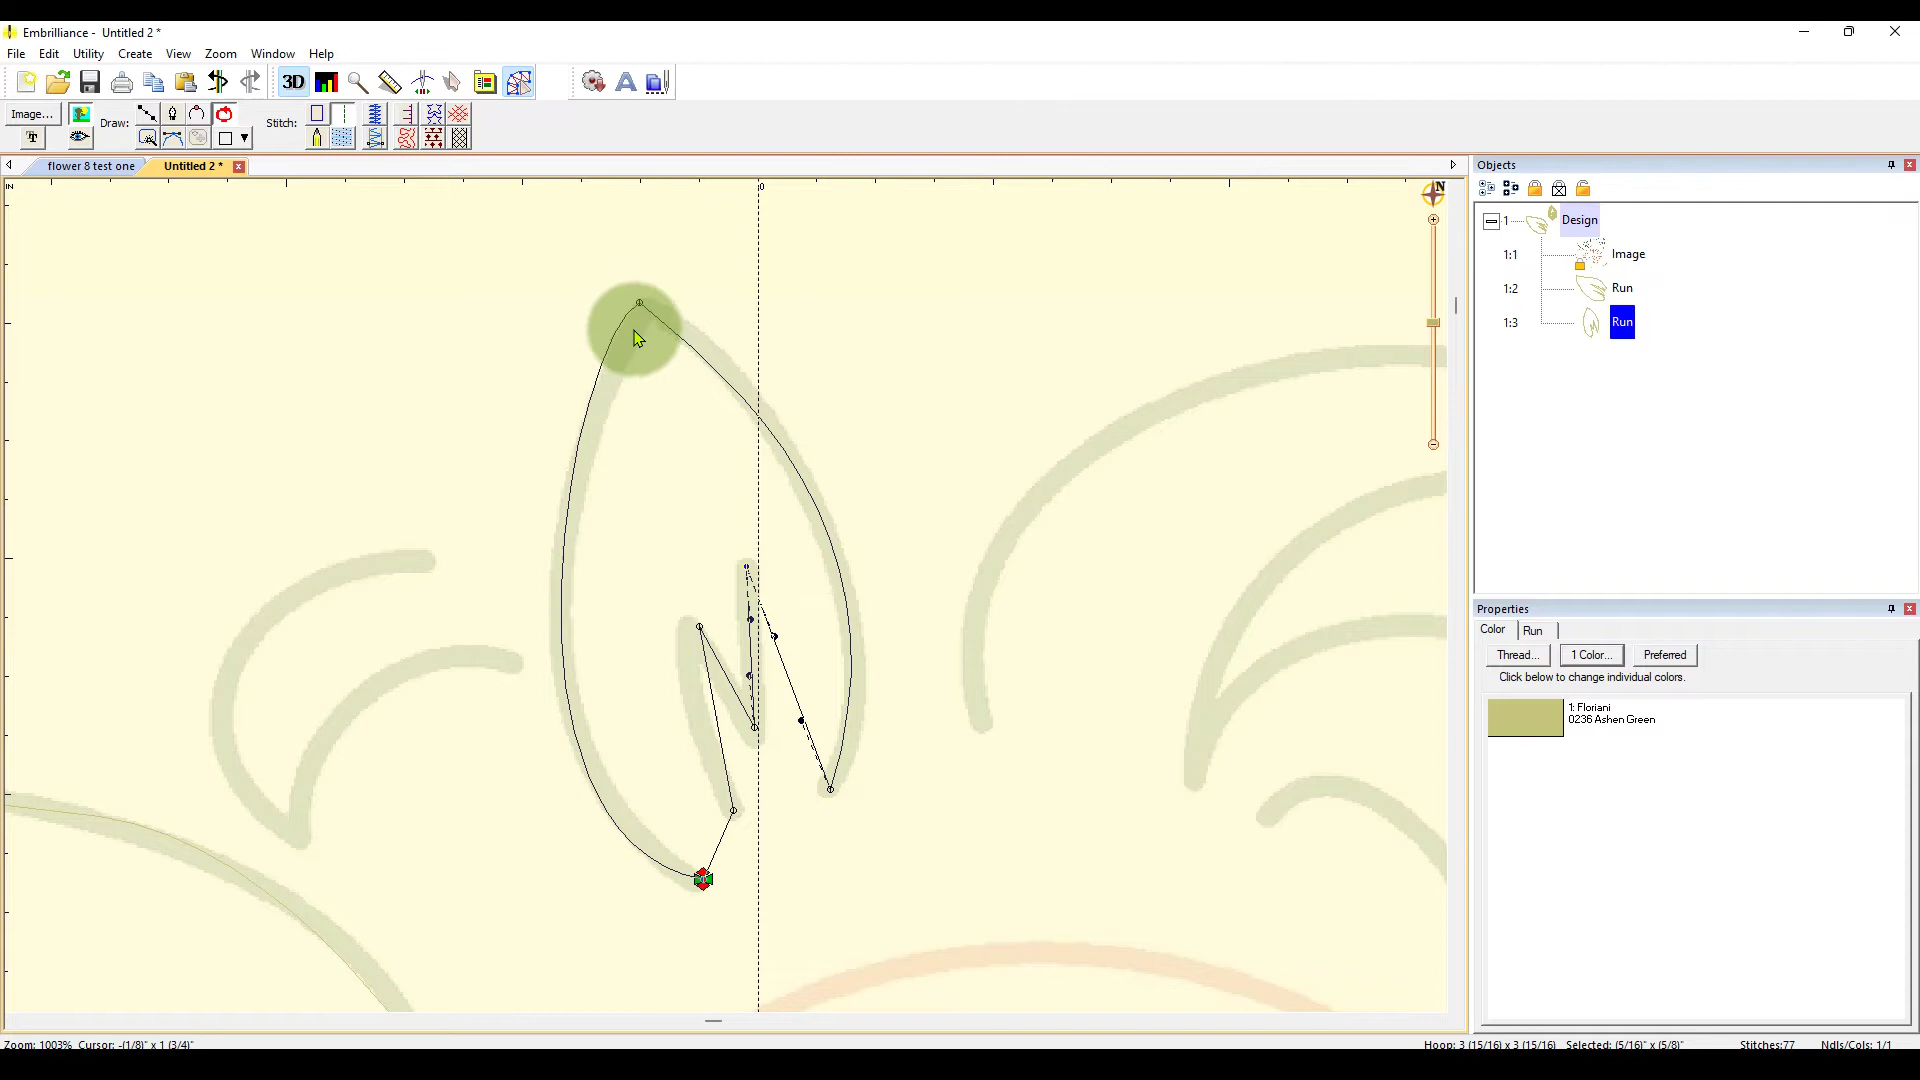 Embrilliance - Untitled 2 *
File Edit Utility Create View Zoom Window Help
3D A
Image... Draw: Stitch:
T
flower 8 test one Untitled 2 * Objects
IN 0 N
1 Design
1:1 Image
1:2 Run
1:3 Run
Properties
Color Run
Thread... 1 Color... Preferred
Click below to change individual colors.
1: Floriani
0236 Ashen Green
Zoom: 1003% Cursor: -(1/8)" x 1 (3/4)" Hoop: 3 (15/16) x 3 (15/16) Selected: (5/16)" x (5/8)" Stitches:77 Ndls/Cols: 1/1